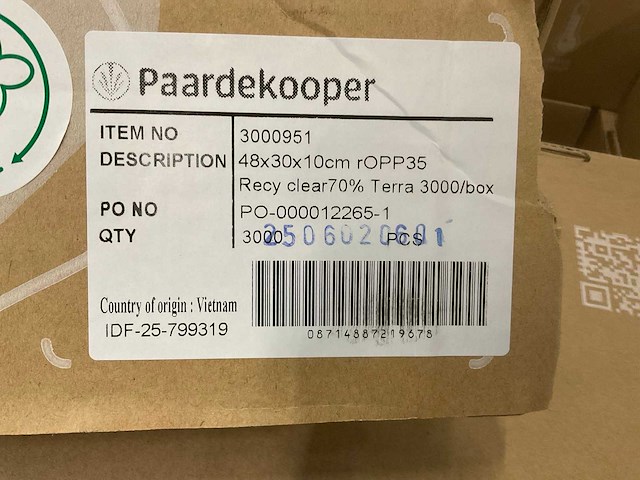 Paardekooper
ITEM NO 3000951
DESCRIPTION 48x30x10cm rOPP35
Recy clear70% Terra 3000/box
PO NO PO-000012265-1
QTY 3000 PCS
2506020601
Country of origin : Vietnam
IDF-25-799319
08714887219678